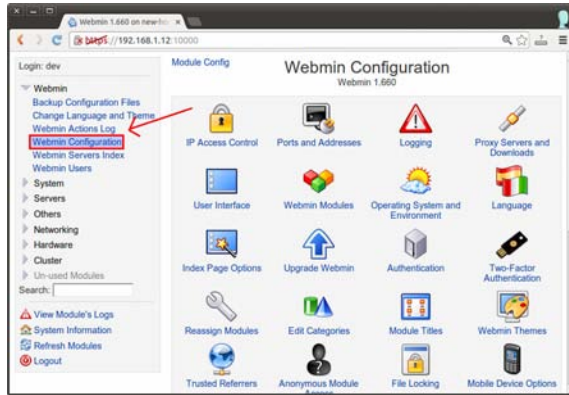 Webmin 1.660 on new-
https://192.168.1.12:10000
Login: dev
Webmin
Backup Configuration Files
Change Language and Theme
Webmin Actions Log
Webmin Configuration
Webmin Servers Index
Webmin Users
System
Servers
Others
Networking
Hardware
Cluster
Un-used Modules
Search:
View Module's Logs
System Information
Refresh Modules
Logout
Module Config
Webmin Configuration
Webmin 1.660
IP Access Control
Ports and Addresses
Logging
Proxy Servers and
Downloads
User Interface
Webmin Modules
Operating System and
Environment
Language
Index Page Options
Upgrade Webmin
Authentication
Two-Factor
Authentication
Reassign Modules
Edit Categories
Module Titles
Webmin Themes
Trusted Referrers
Anonymous Module
Access
File Locking
Mobile Device Options